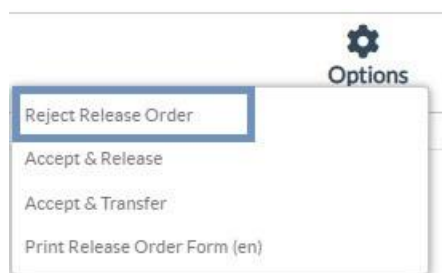 Options
Reject Release Order
Accept & Release
Accept & Transfer
Print Release Order Form (en)